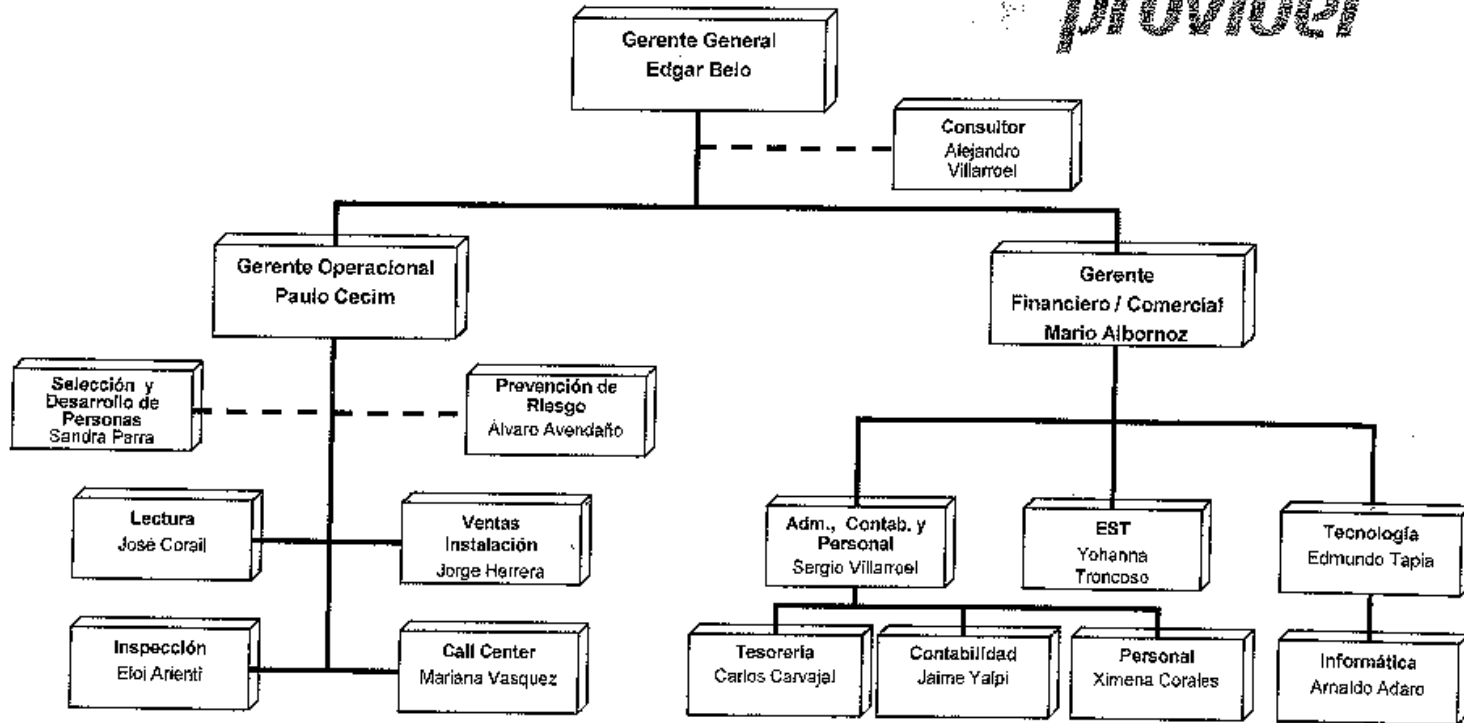 provider
Gerente General
Edgar Belo
Consultor
Alejandro
Villarroel
Gerente Operacional
Paulo Cecim
Gerente
Financiero / Comercial
Mario Albornoz
Selección y
Desarrollo de
Personas
Sandra Parra
Prevención de
Riesgo
Álvaro Avendaño
Lectura
José Corail
Ventas
Instalación
Jorge Herrera
Adm., Contab. y
Personal
Sergio Villarroel
EST
Yohanna
Troncoso
Tecnología
Edmundo Tapia
Inspección
Eloi Arienti
Call Center
Mariana Vasquez
Tesorería
Carlos Carvajal
Contabilidad
Jaime Yalpi
Personal
Ximena Corales
Informática
Arnaldo Adaro